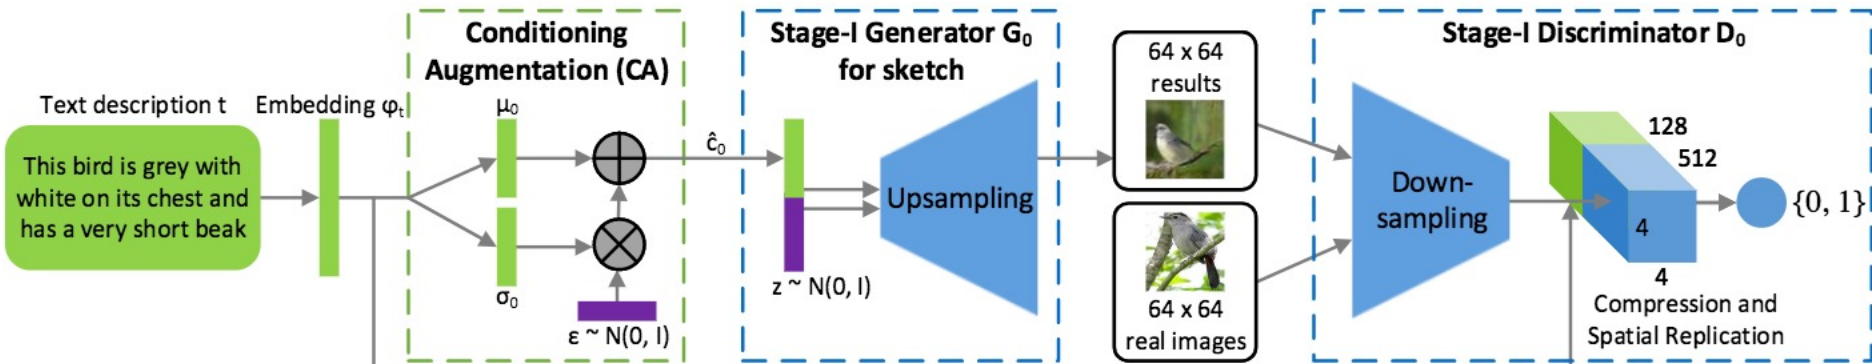 Text description t
This bird is grey with
white on its chest and
has a very short beak
Embedding φₜ
Conditioning
Augmentation (CA)
μ₀
σ₀
ε ~ N(0, I)
ĉ₀
Stage-I Generator G₀
for sketch
z ~ N(0, I)
Upsampling
64 x 64
results
64 x 64
real images
Stage-I Discriminator D₀
Down-
sampling
128
512
4
4
{0, 1}
Compression and
Spatial Replication